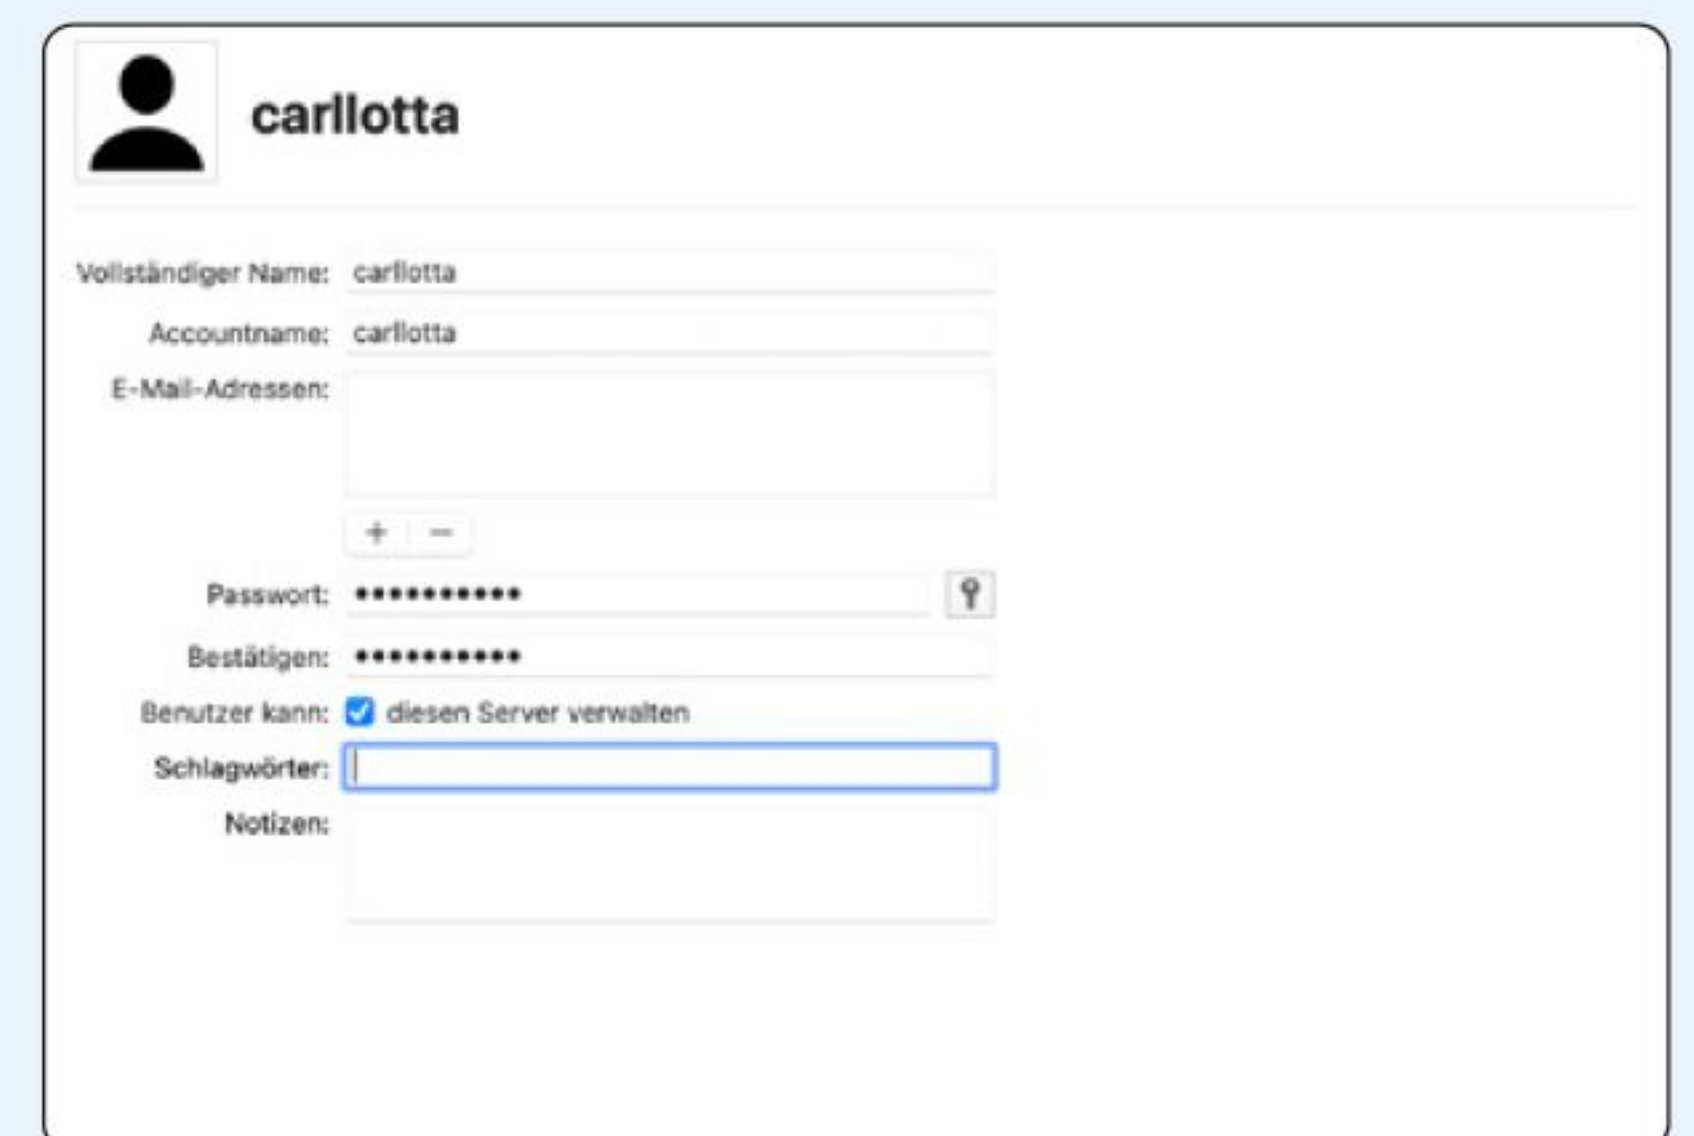 carllotta
Vollständiger Name: carllotta
Accountname: carllotta
E-Mail-Adressen:
+ −
Passwort: ••••••••••
Bestätigen: ••••••••••
Benutzer kann: diesen Server verwalten
Schlagwörter:
Notizen: